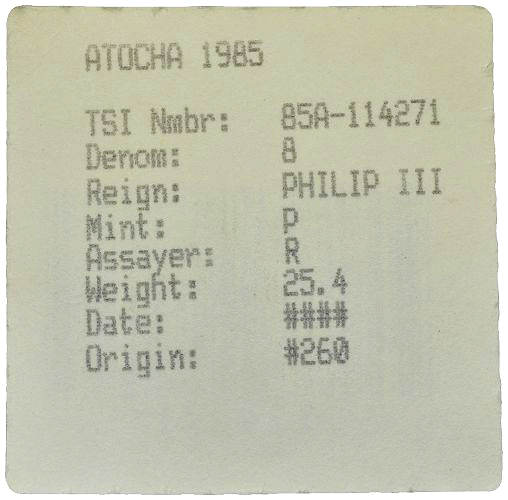 ATOCHA 1985
TSI Nmbr: 85A-114271
Denom: 8
Reign: PHILIP III
Mint: P
Assayer: R
Weight: 25.4
Date: ####
Origin: #260